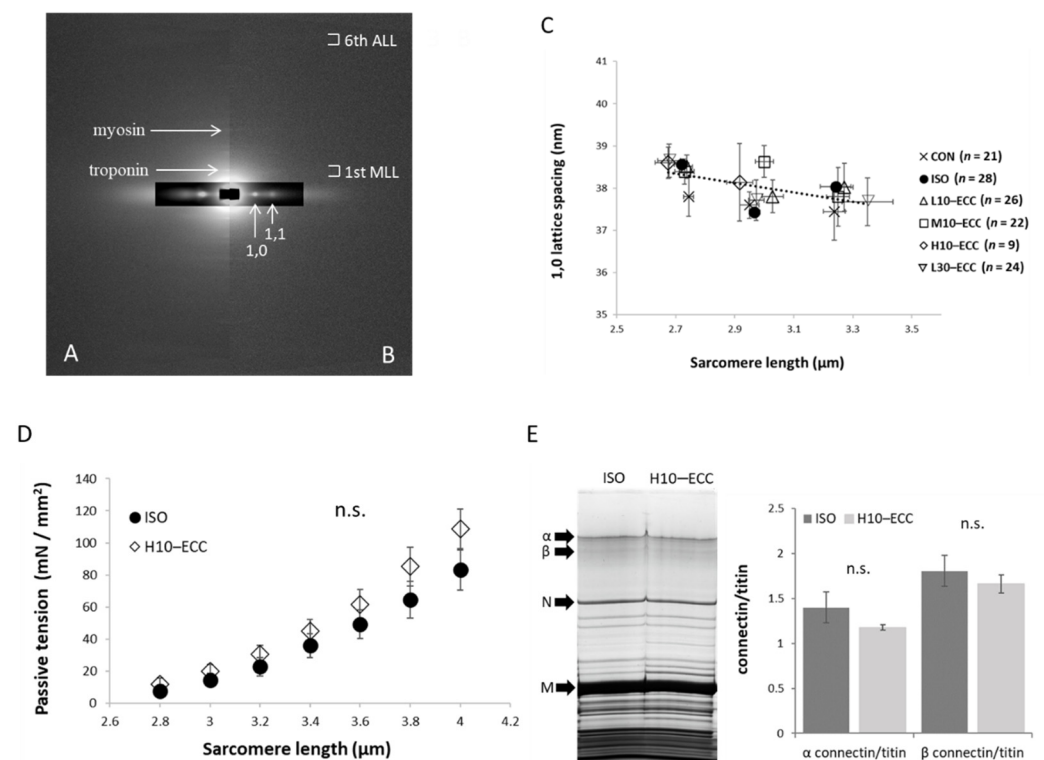 6th ALL
myosin
troponin
1st MLL
1,1
1,0
A
B
C
1,0 lattice spacing (nm)
41
40
39
38
37
36
35
2.5
2.7
2.9
3.1
3.3
3.5
Sarcomere length (µm)
CON (n = 21)
ISO (n = 28)
L10–ECC (n = 26)
M10–ECC (n = 22)
H10–ECC (n = 9)
L30–ECC (n = 24)
D
Passive tension (mN / mm²)
140
120
100
80
60
40
20
0
ISO
H10–ECC
n.s.
2.6
2.8
3
3.2
3.4
3.6
3.8
4
4.2
Sarcomere length (µm)
E
ISO
H10–ECC
α
β
N
M
connectin/titin
2.5
2
1.5
1
0.5
0
ISO
H10–ECC
n.s.
n.s.
α connectin/titin
β connectin/titin